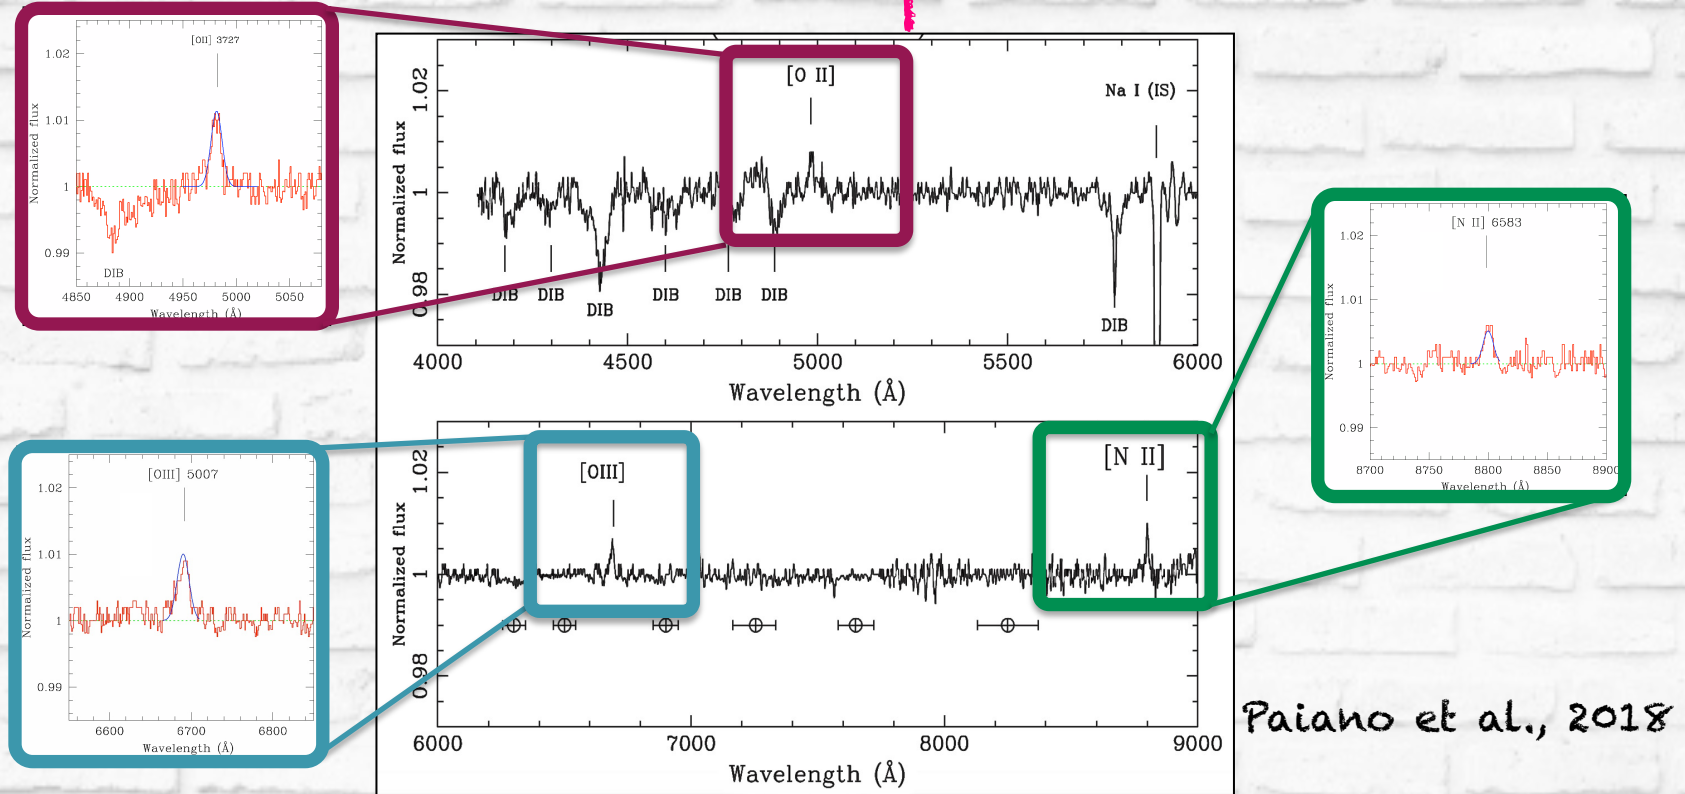 [OII] 3727
1.02
1.01
1
0.99
Normalized flux
DIB
4850 4900 4950 5000 5050
Wavelength (Å)
[O II]
Na I (IS)
1.02
1
0.98
Normalized flux
DIB DIB DIB DIB DIB DIB DIB
4000 4500 5000 5500 6000
Wavelength (Å)
[N II] 6583
1.02
1.01
1
0.99
Normalized flux
8700 8750 8800 8850 8900
Wavelength (Å)
[OIII] 5007
1.02
1.01
1
0.99
Normalized flux
6600 6700 6800
Wavelength (Å)
[OIII]
[N II]
1.02
1
0.98
Normalized flux
6000 7000 8000 9000
Wavelength (Å)
Paiano et al., 2018